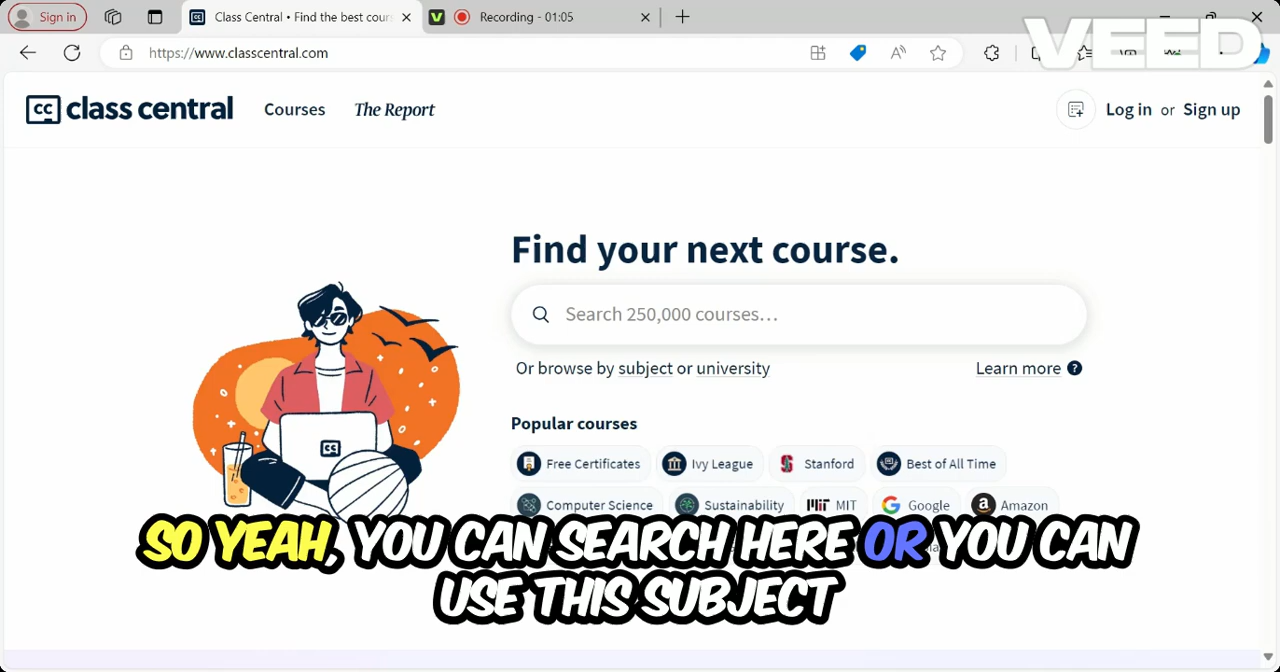 Sign in
Class Central • Find the best cour
Recording - 01:05
VEED
https://www.classcentral.com
cc class central
Courses
The Report
Log in or Sign up
Find your next course.
Search 250,000 courses...
Or browse by subject or university
Learn more ?
Popular courses
Free Certificates
Ivy League
Stanford
Best of All Time
Computer Science
Sustainability
MIT
Google
Amazon
SO YEAH, YOU CAN SEARCH HERE OR YOU CAN
USE THIS SUBJECT